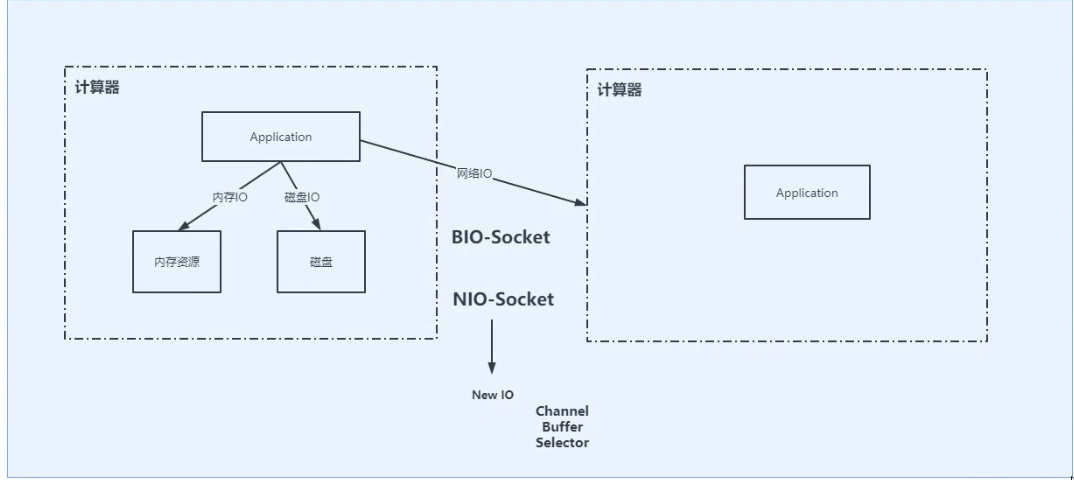 计算器
计算器
Application
网络IO
内存IO
磁盘IO
Application
BIO-Socket
内存资源
磁盘
NIO-Socket
New IO
Channel
Buffer
Selector